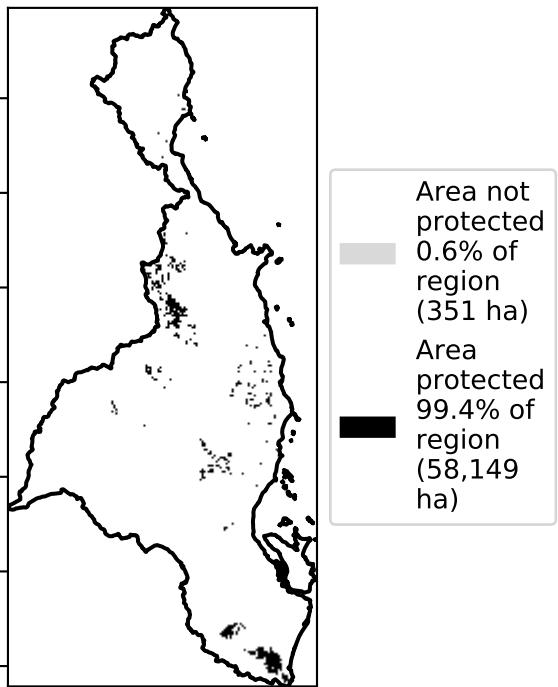 Area not
protected
0.6% of
region
(351 ha)
Area
protected
99.4% of
region
(58,149
ha)